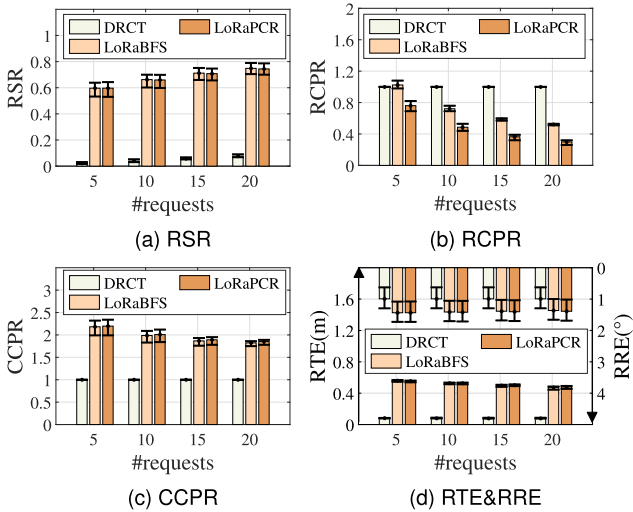 DRCT
LoRaPCR
LoRaBFS
1
0.8
0.6
0.4
0.2
0
RSR
5 10 15 20
#requests
(a) RSR
DRCT
LoRaPCR
LoRaBFS
2
1.6
1.2
0.8
0.4
0
RCPR
5 10 15 20
#requests
(b) RCPR
DRCT
LoRaPCR
LoRaBFS
3.5
3
2.5
2
1.5
1
0.5
0
CCPR
5 10 15 20
#requests
(c) CCPR
DRCT
LoRaPCR
LoRaBFS
1.6
1.2
0.8
0.4
0
RTE(m)
0
1
2
3
4
RRE(°)
5 10 15 20
#requests
(d) RTE&RRE